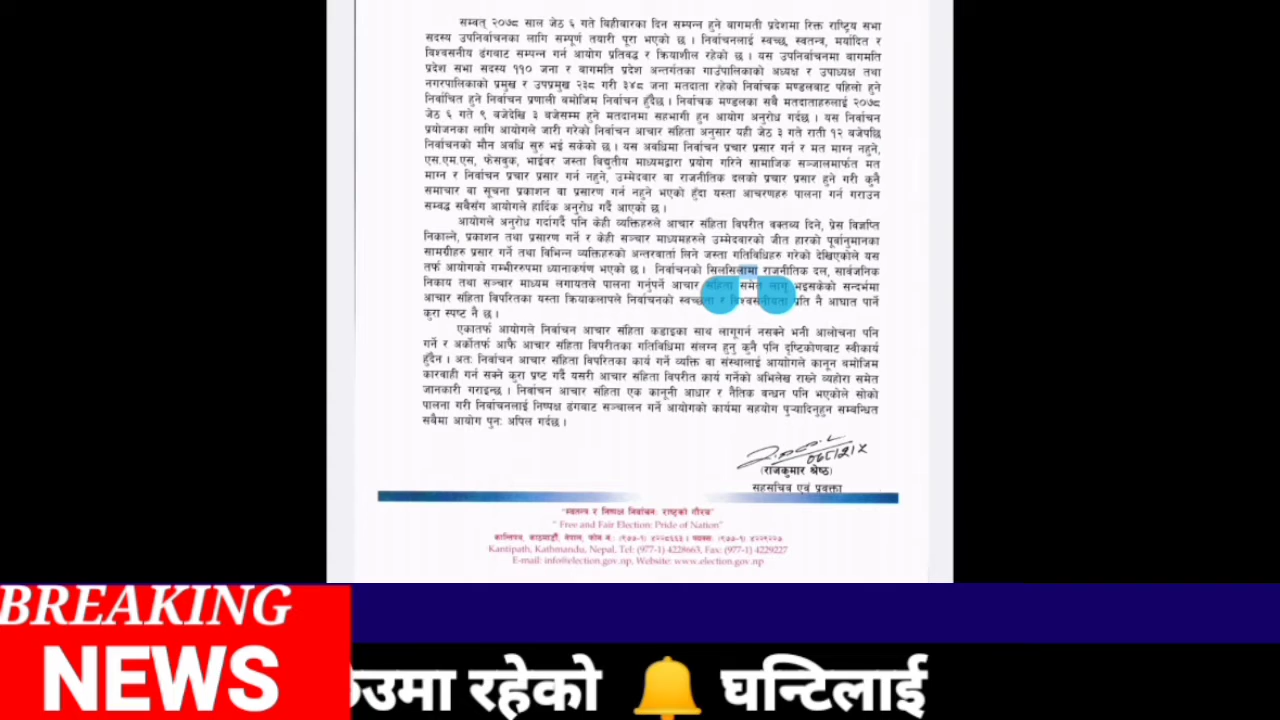 सम्वत् २०७८ साल जेठ ६ गते बिहीबारका दिन सम्पन्न हुने बागमती प्रदेशमा रिक्त राष्ट्रिय सभा
सदस्य उपनिर्वाचनका लागि सम्पूर्ण तयारी पूरा भएको छ । निर्वाचनलाई स्वच्छ, स्वतन्त्र, मर्यादित र
विश्वसनीय ढंगबाट सम्पन्न गर्न आयोग प्रतिवद्ध र क्रियाशील रहेको छ । यस उपनिर्वाचनमा बागमति
प्रदेश सभा सदस्य ११० जना र बागमति प्रदेश अन्तर्गतका गाउंपालिकाको अध्यक्ष र उपाध्यक्ष तथा
नगरपालिकाको प्रमुख र उपप्रमुख २३८ गरी ३४८ जना मतदाता रहेको निर्वाचक मण्डलबाट पहिलो हुने
निर्वाचित हुने निर्वाचन प्रणाली बमोजिम निर्वाचन हुँदैछ । निर्वाचक मण्डलका सबै मतदाताहरुलाई २०७८
जेठ ६ गते ९ बजेदेखि ३ बजेसम्म हुने मतदानमा सहभागी हुन आयोग अनुरोध गर्दछ । यस निर्वाचन
प्रयोजनका लागि आयोगले जारी गरेको निर्वाचन आचार संहिता अनुसार यही जेठ ३ गते राती १२ बजेपछि
निर्वाचनको मौन अवधि सुरु भई सकेको छ । यस अवधिमा निर्वाचन प्रचार प्रसार गर्न र मत माग्न नहुने,
एस.एम.एस, फेसबुक, भाईवर जस्ता विद्युतीय माध्यमद्वारा प्रयोग गरिने सामाजिक सञ्जालमार्फत मत
माग्न र निर्वाचन प्रचार प्रसार गर्न नहुने, उम्मेदवार वा राजनीतिक दलको प्रचार प्रसार हुने गरी कुनै
समाचार वा सूचना प्रकाशन वा प्रसारण गर्न नहुने भएको हुँदा यस्ता आचरणहरु पालना गर्न गराउन
सम्वद्ध सबैसँग आयोगले हार्दिक अनुरोध गर्दै आएको छ ।
आयोगले अनुरोध गर्दागर्दै पनि केही व्यक्तिहरुले आचार संहिता विपरीत वक्तव्य दिने, प्रेस विज्ञप्ति
निकाल्ने, प्रकाशन तथा प्रसारण गर्ने र केही सञ्चार माध्यमहरुले उम्मेदवारको जीत हारको पूर्वानुमानका
सामग्रीहरु प्रसार गर्ने तथा विभिन्न व्यक्तिहरुको अन्तरवार्ता लिने जस्ता गतिविधिहरु गरेको देखिएकोले यस
तर्फ आयोगको गम्भीररुपमा ध्यानाकर्षण भएको छ । निर्वाचनको सिलसिलामा राजनीतिक दल, सार्वजनिक
निकाय तथा सञ्चार माध्यम लगायतले पालना गर्नुपर्ने आचार संहिता समेत लागू भइसकेको सन्दर्भमा
आचार संहिता विपरितका यस्ता क्रियाकलापले निर्वाचनको स्वच्छता र विश्वसनीयता प्रति नै आघात पार्ने
कुरा स्पष्ट नै छ ।
एकातर्फ आयोगले निर्वाचन आचार संहिता कडाइका साथ लागूगर्न नसक्ने भनी आलोचना पनि
गर्ने र अर्कोतर्फ आफै आचार संहिता विपरीतका गतिविधिमा संलग्न हुनु कुनै पनि दृष्टिकोणबाट स्वीकार्य
हुँदैन । अतः निर्वाचन आचार संहिता विपरितका कार्य गर्ने व्यक्ति वा संस्थालाई आयोगले कानून बमोजिम
कारवाही गर्न सक्ने कुरा प्रष्ट गर्दै यसरी आचार संहिता विपरीत कार्य गर्नेको अभिलेख राख्ने व्यहोरा समेत
जानकारी गराइन्छ । निर्वाचन आचार संहिता एक कानूनी आधार र नैतिक वन्धन पनि भएकोले सोको
पालना गरी निर्वाचनलाई निष्पक्ष ढंगबाट सञ्चालन गर्ने आयोगको कार्यमा सहयोग पुर्‍यादिनुहुन सम्बन्धित
सबैमा आयोग पुनः अपिल गर्दछ ।
(राजकुमार श्रेष्ठ)
सहसचिव एवं प्रवक्ता
"स्वतन्त्र र निष्पक्ष निर्वाचन: राष्ट्रको गौरव"
" Free and Fair Election: Pride of Nation"
कान्तिपथ, काठमाडौं, नेपाल, फोन नं.: (९७७-१) ४२२८६६३ । फ्याक्स: (९७७-१) ४२२९२२७
Kantipath, Kathmandu, Nepal, Tel: (977-1) 4228663, Fax: (977-1) 4229227
E-mail: info@election.gov.np, Website: www.election.gov.np
BREAKING
NEWS
उमा रहेको 🔔 घन्टिलाई